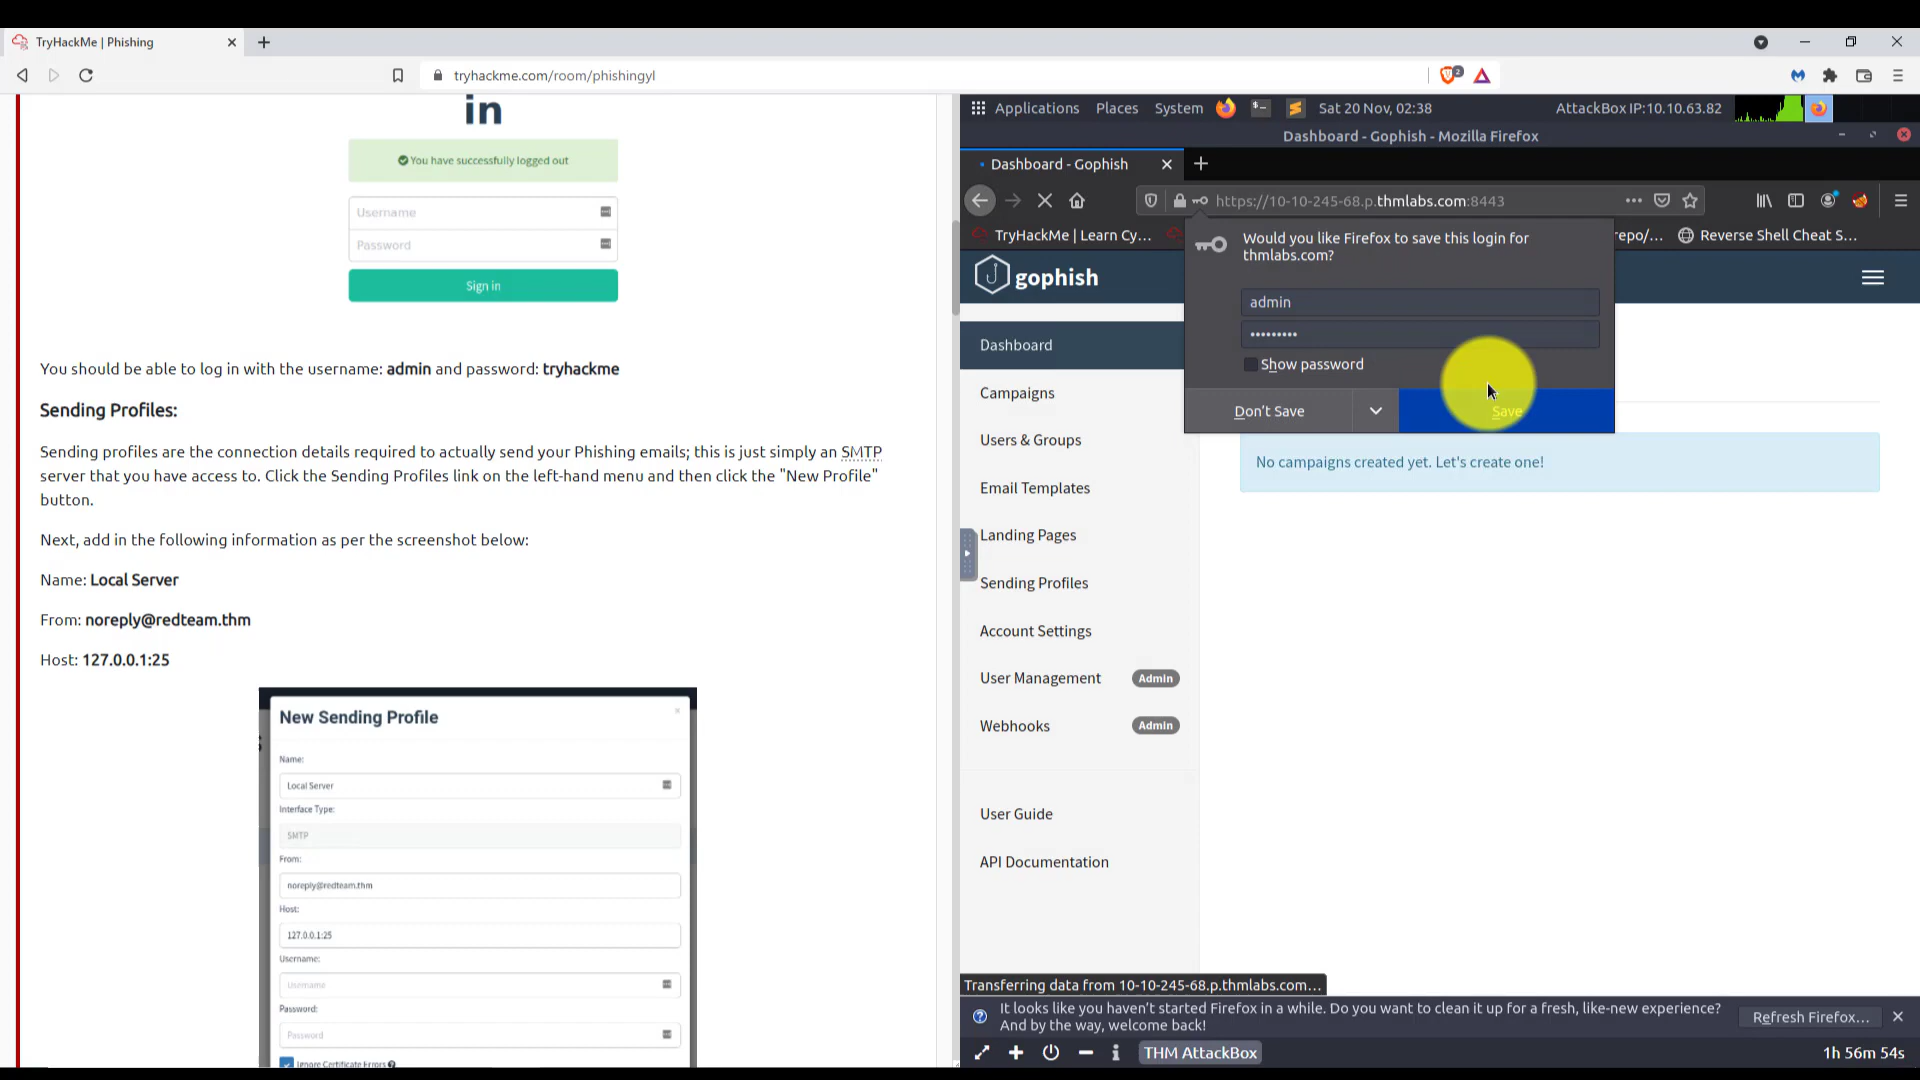 TryHackMe | Phishing
tryhackme.com/room/phishingyl
2
in
You have successfully logged out
Username
Password
Sign in
You should be able to log in with the username: admin and password: tryhackme
Sending Profiles:
Sending profiles are the connection details required to actually send your Phishing emails; this is just simply an SMTP
server that you have access to. Click the Sending Profiles link on the left-hand menu and then click the "New Profile"
button.
Next, add in the following information as per the screenshot below:
Name: Local Server
From: noreply@redteam.thm
Host: 127.0.0.1:25
New Sending Profile
Name:
Local Server
Interface Type:
SMTP
From:
noreply@redteam.thm
Host:
127.0.0.1:25
Username:
Username
Password:
Password
Ignore Certificate Errors
Applications Places System Sat 20 Nov, 02:38 AttackBox IP:10.10.63.82
Dashboard - Gophish - Mozilla Firefox
Dashboard - Gophish
https://10-10-245-68.p.thmlabs.com:8443
TryHackMe | Learn Cy... repo/... Reverse Shell Cheat S...
Would you like Firefox to save this login for
thmlabs.com?
admin
•••••••••
Show password
Don't Save
Save
gophish
Dashboard
Campaigns
Users & Groups
Email Templates
Landing Pages
Sending Profiles
Account Settings
User Management Admin
Webhooks Admin
User Guide
API Documentation
No campaigns created yet. Let's create one!
Transferring data from 10-10-245-68.p.thmlabs.com...
It looks like you haven't started Firefox in a while. Do you want to clean it up for a fresh, like-new experience?
And by the way, welcome back!
Refresh Firefox...
THM AttackBox
1h 56m 54s